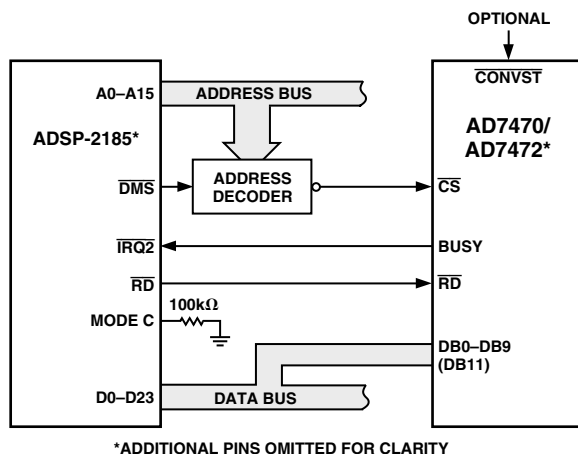 OPTIONAL
CONVST
A0–A15
ADDRESS BUS
ADSP-2185*
AD7470/
AD7472*
DMS
ADDRESS
DECODER
CS
IRQ2
BUSY
RD
RD
MODE C
100kΩ
DB0–DB9
(DB11)
D0–D23
DATA BUS
*ADDITIONAL PINS OMITTED FOR CLARITY